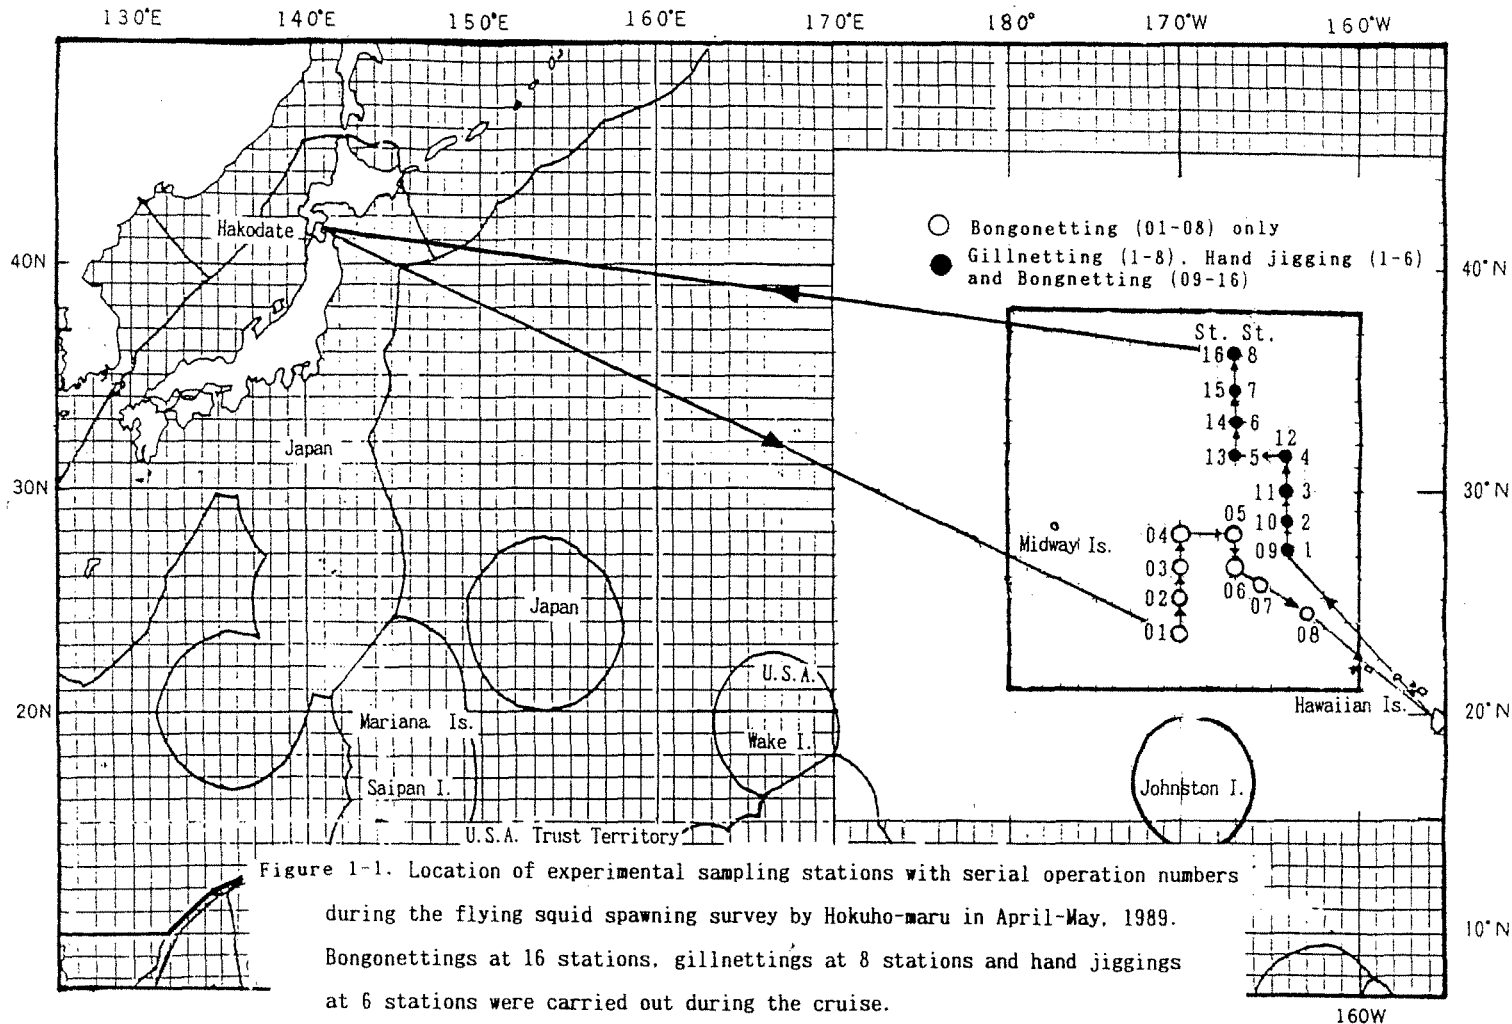 130°E 140°E 150°E 160°E 170°E 180° 170°W 160°W
Hakodate
40N
30N
20N
40°N
30°N
20°N
10°N
160W
Bongonetting (01-08) only
Gillnetting (1-8). Hand jigging (1-6)
and Bongnetting (09-16)
St. St.
16 8
15 7
14 6
12
13 5 4
11 3
10 2
09 1
05
04
03
02
01
06
07
08
Midway Is.
Hawaiian Is.
Johnston I.
Japan
Japan
U.S.A.
Wake I.
Mariana Is.
Saipan I.
U.S.A. Trust Territory
Figure 1-1. Location of experimental sampling stations with serial operation numbers
during the flying squid spawning survey by Hokuho-maru in April-May, 1989.
Bongonettings at 16 stations, gillnettings at 8 stations and hand jiggings
at 6 stations were carried out during the cruise.